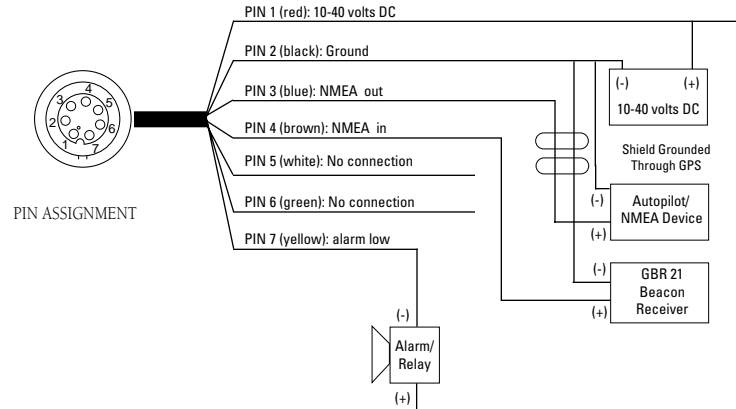 PIN 1 (red): 10-40 volts DC
PIN 2 (black): Ground
PIN 3 (blue): NMEA out
PIN 4 (brown): NMEA in
PIN 5 (white): No connection
PIN 6 (green): No connection
PIN 7 (yellow): alarm low
1
2
3
4
5
6
7
PIN ASSIGNMENT
(-)
(+)
10-40 volts DC
Shield Grounded
Through GPS
(-)
(+)
Autopilot/
NMEA Device
(-)
(+)
GBR 21
Beacon
Receiver
(-)
Alarm/
Relay
(+)